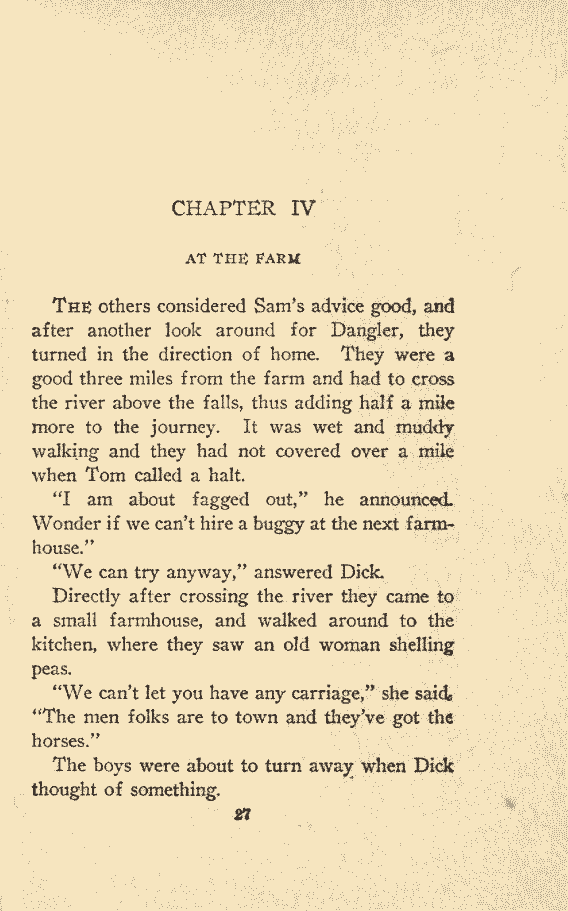 CHAPTER IV
AT THE FARM
THE others considered Sam's advice good, and
after another look around for Dangler, they
turned in the direction of home. They were a
good three miles from the farm and had to cross
the river above the falls, thus adding half a mile
more to the journey. It was wet and muddy
walking and they had not covered over a mile
when Tom called a halt.
"I am about fagged out," he announced.
Wonder if we can't hire a buggy at the next farm-
house."
"We can try anyway," answered Dick.
Directly after crossing the river they came to
a small farmhouse, and walked around to the
kitchen, where they saw an old woman shelling
peas.
"We can't let you have any carriage," she said.
"The men folks are to town and they've got the
horses."
The boys were about to turn away when Dick
thought of something.
27